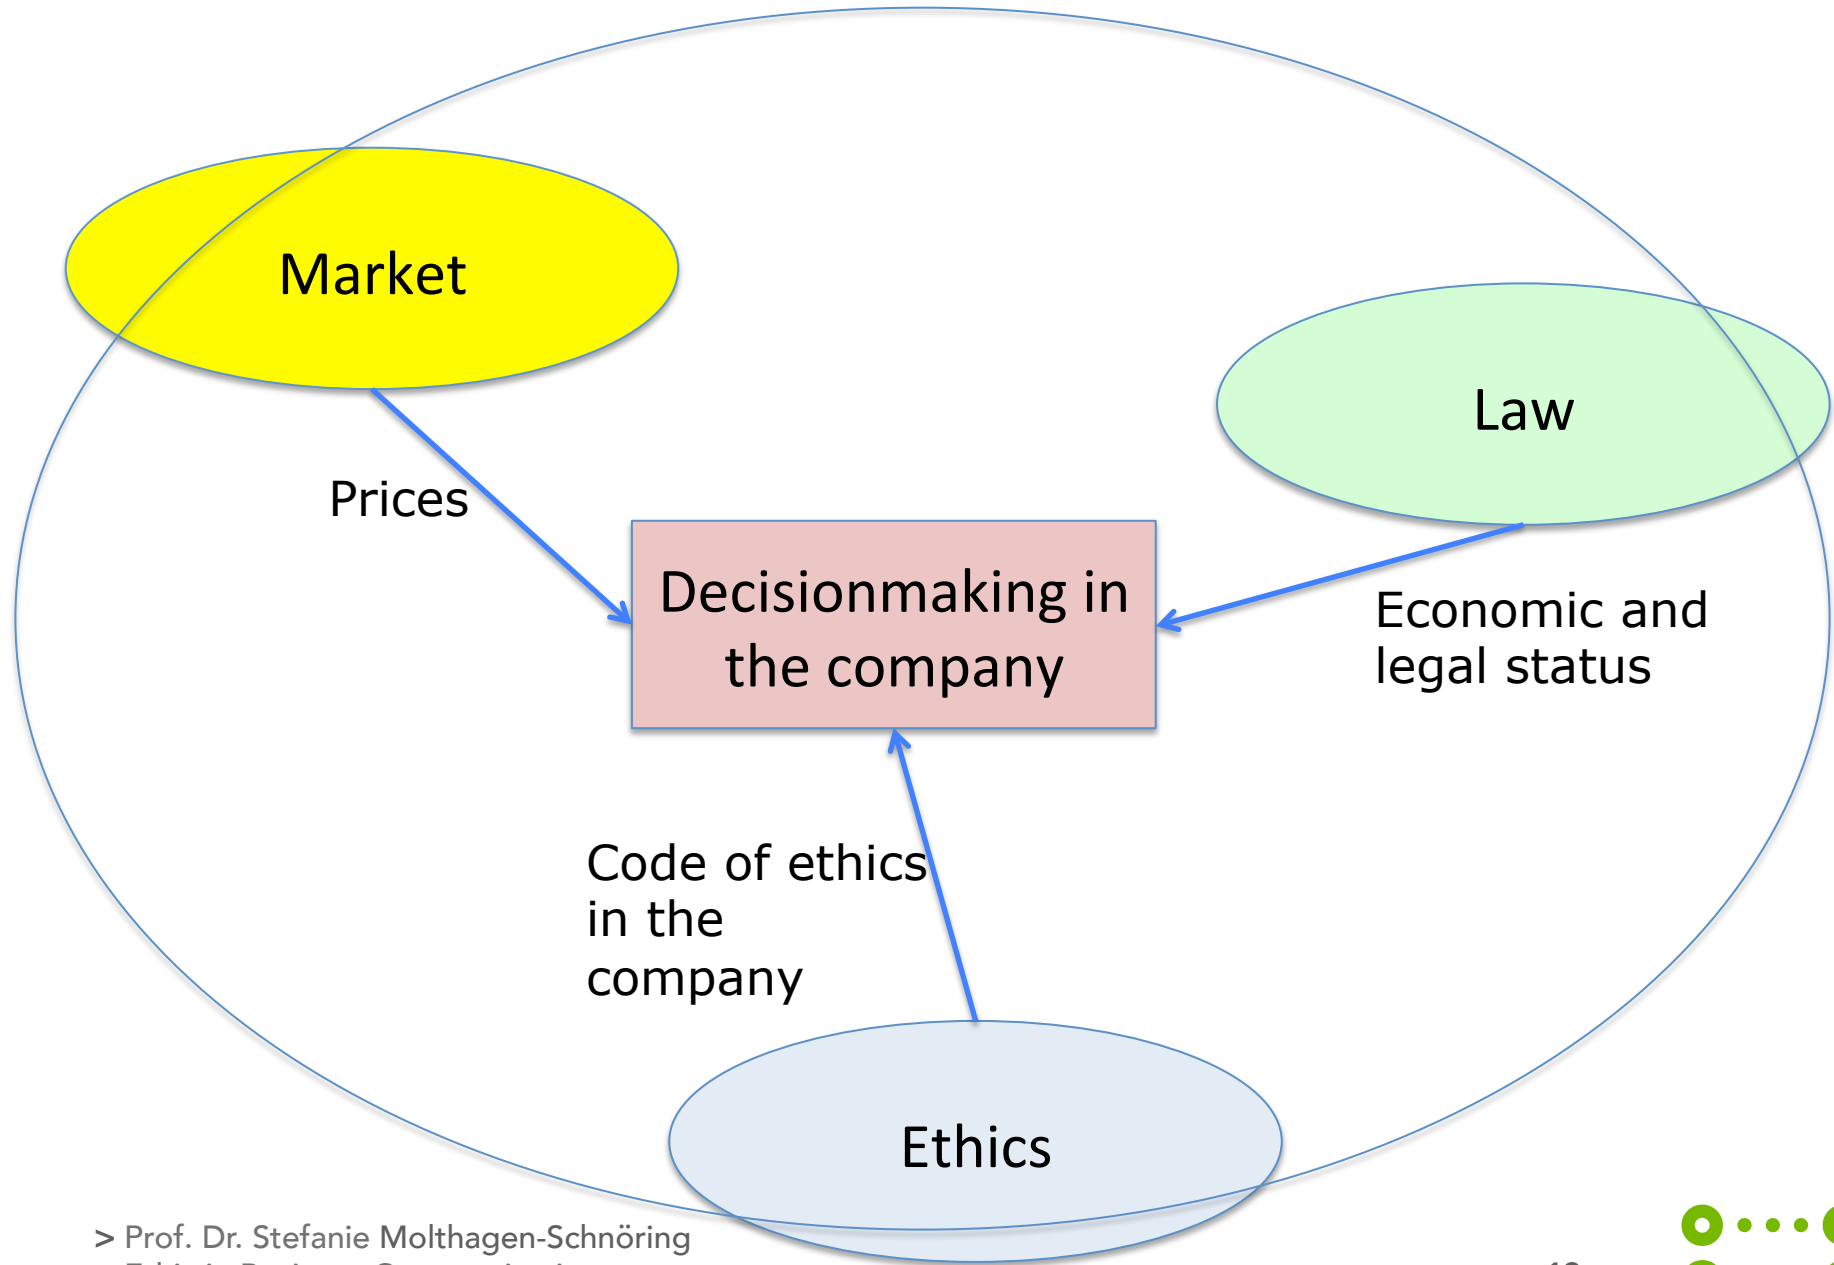 Market
Law
Prices
Decisionmaking in
the company
Economic and
legal status
Code of ethics
in the
company
Ethics
> Prof. Dr. Stefanie Molthagen-Schnöring